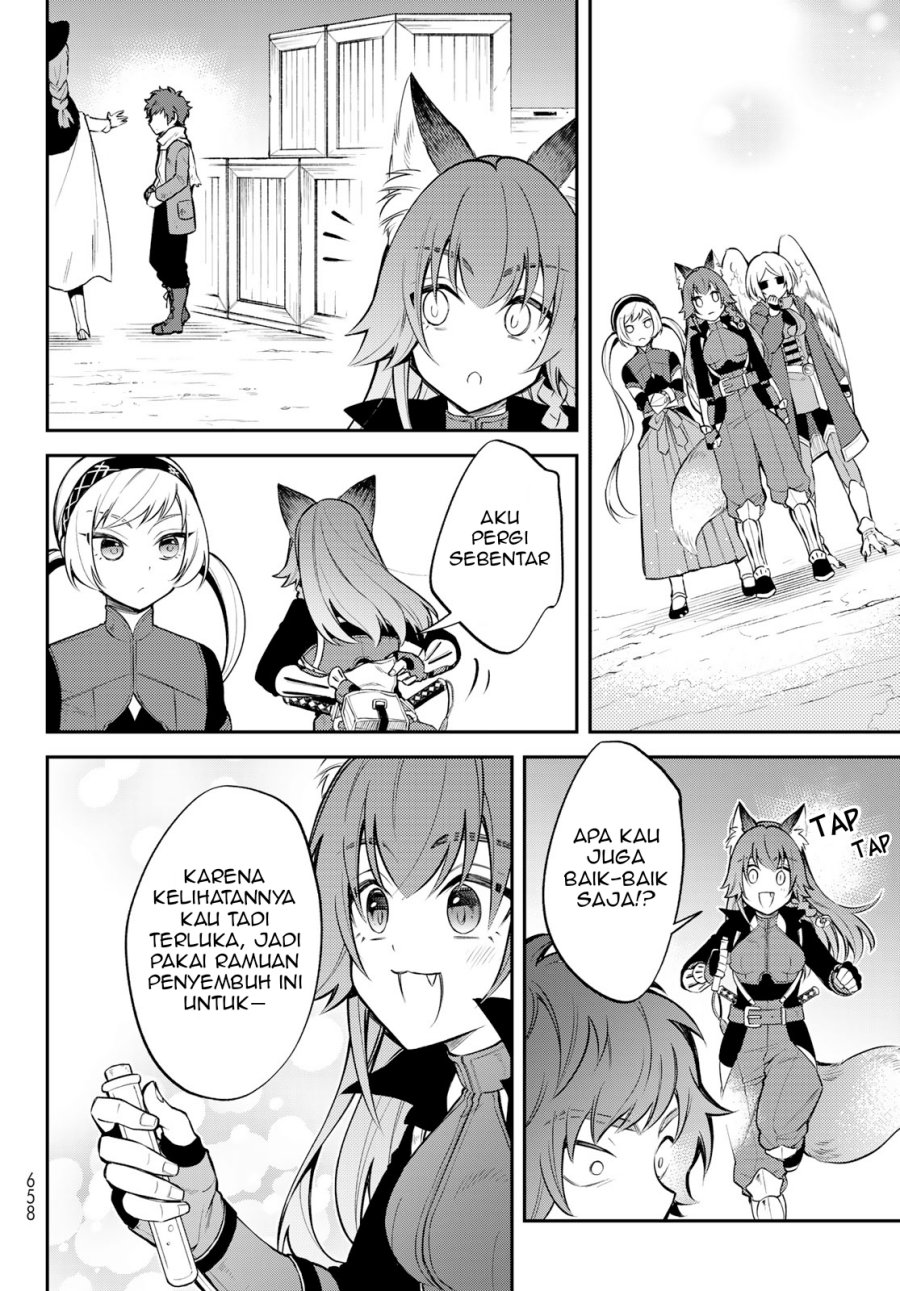 AKU
PERGI
SEBENTAR
APA KAU
JUGA
BAIK-BAIK
SAJA!?
TAP
TAP
KARENA
KELIHATANNYA
KAU TADI
TERLUKA, JADI
PAKAI RAMUAN
PENYEMBUH INI
UNTUK—
658